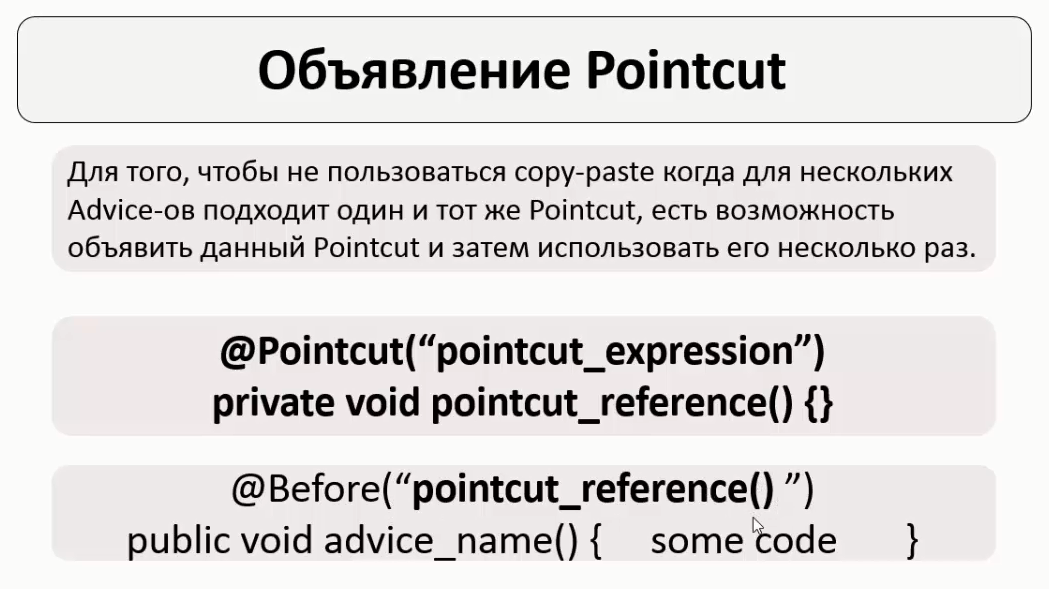 Объявление Pointcut
Для того, чтобы не пользоваться copy-paste когда для нескольких
Advice-ов подходит один и тот же Pointcut, есть возможность
объявить данный Pointcut и затем использовать его несколько раз.
@Pointcut(“pointcut_expression”)
private void pointcut_reference() {}
@Before(“pointcut_reference() ”)
public void advice_name() { some code }